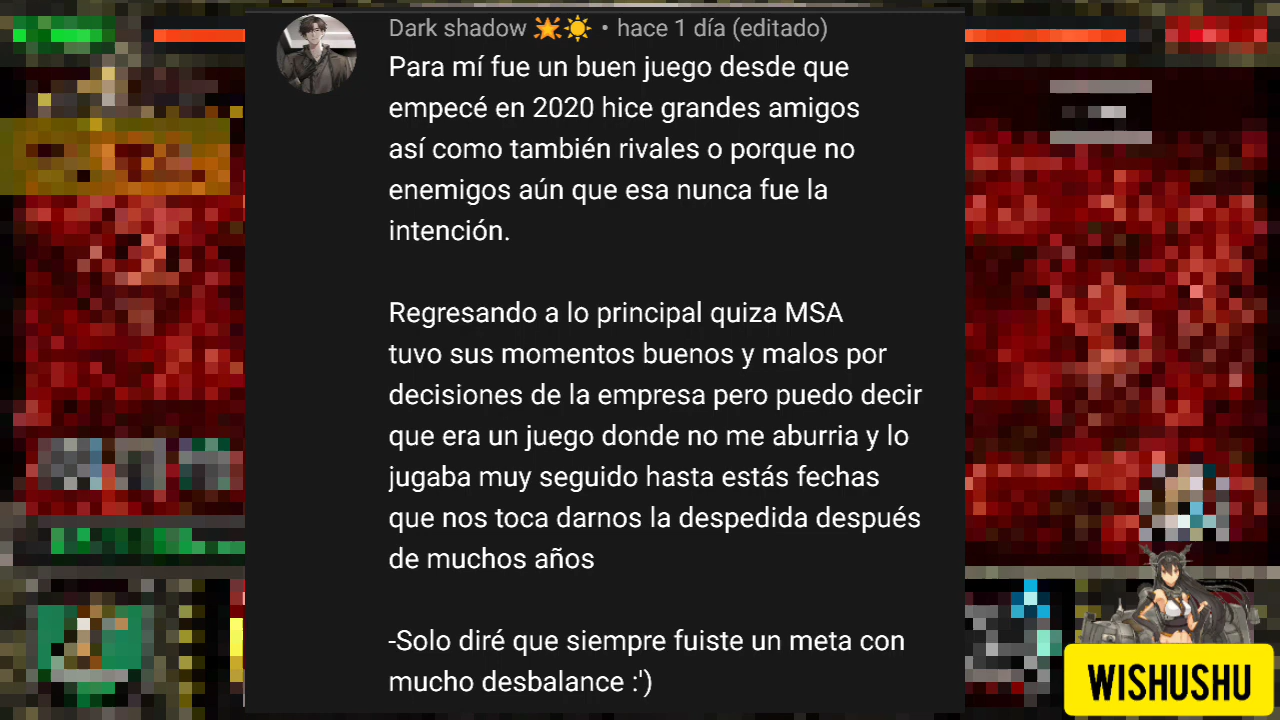 Dark shadow 🌟☀️ • hace 1 día (editado)
Para mí fue un buen juego desde que
empecé en 2020 hice grandes amigos
así como también rivales o porque no
enemigos aún que esa nunca fue la
intención.
Regresando a lo principal quiza MSA
tuvo sus momentos buenos y malos por
decisiones de la empresa pero puedo decir
que era un juego donde no me aburria y lo
jugaba muy seguido hasta estás fechas
que nos toca darnos la despedida después
de muchos años
-Solo diré que siempre fuiste un meta con
mucho desbalance :')
WISHUSHU